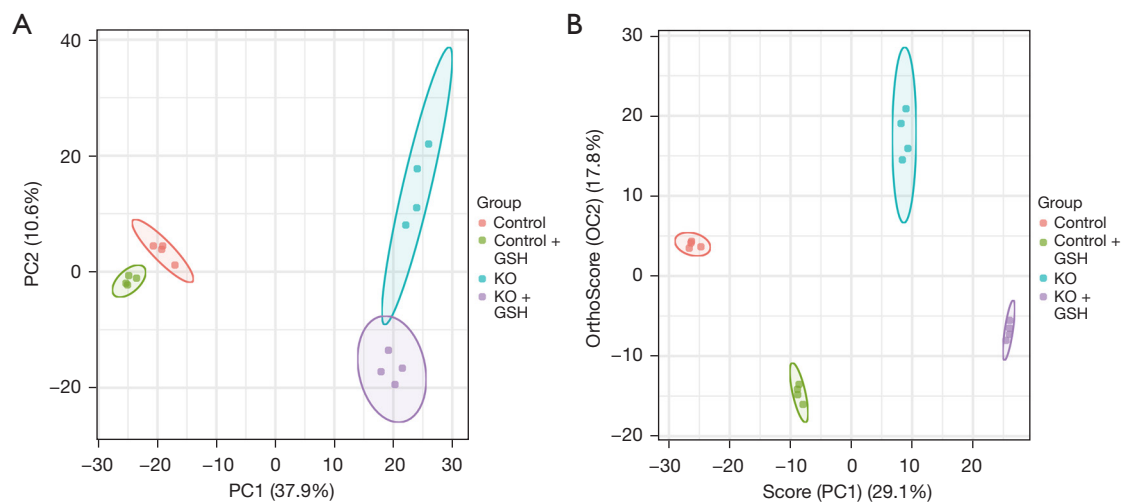 A
40
20
0
−20
PC2 (10.6%)
−30
−20
−10
0
10
20
30
PC1 (37.9%)
Group
Control
Control +
GSH
KO
KO +
GSH
B
30
20
10
0
−10
−20
OrthoScore (OC2) (17.8%)
−30
−20
−10
0
10
20
Score (PC1) (29.1%)
Group
Control
Control +
GSH
KO
KO +
GSH